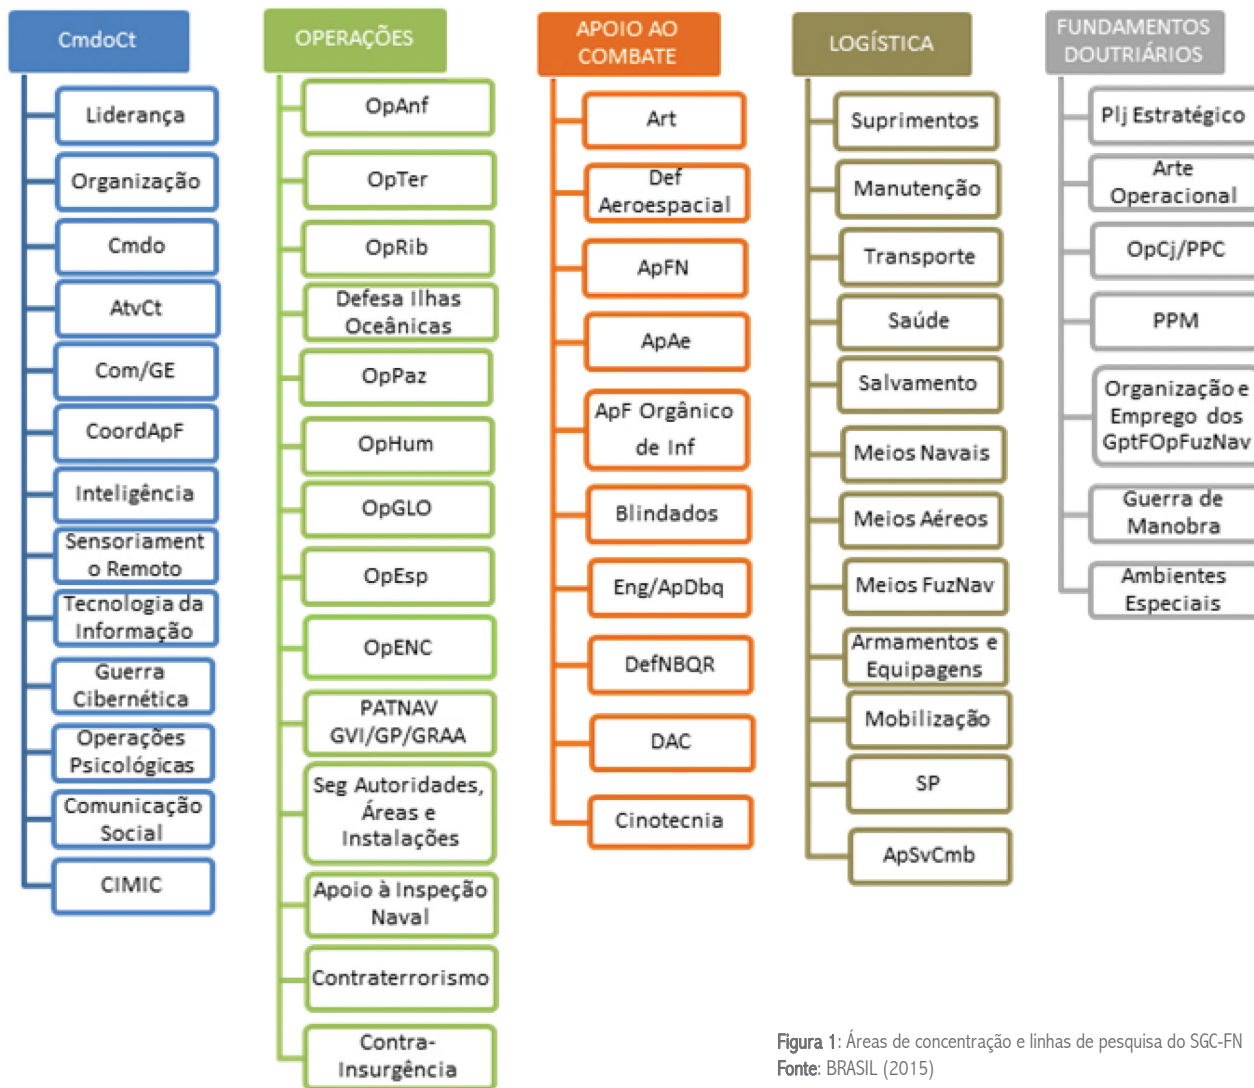 CmdoCt
Liderança
Organização
Cmdo
AtvCt
Com/GE
CoordApF
Inteligência
Sensoriament
o Remoto
Tecnologia da
Informação
Guerra
Cibernética
Operações
Psicológicas
Comunicação
Social
CIMIC
OPERAÇÕES
OpAnf
OpTer
OpRib
Defesa Ilhas
Oceânicas
OpPaz
OpHum
OpGLO
OpEsp
OpENC
PATNAV
GVI/GP/GRAA
Seg Autoridades,
Áreas e
Instalações
Apoio à Inspeção
Naval
Contraterrorismo
Contra-
Insurgência
APOIO AO
COMBATE
Art
Def
Aeroespacial
ApFN
ApAe
ApF Orgânico
de Inf
Blindados
Eng/ApDbq
DefNBQR
DAC
Cinotecnia
LOGÍSTICA
Suprimentos
Manutenção
Transporte
Saúde
Salvamento
Meios Navais
Meios Aéreos
Meios FuzNav
Armamentos e
Equipagens
Mobilização
SP
ApSvCmb
FUNDAMENTOS
DOUTRIÁRIOS
Plj Estratégico
Arte
Operacional
OpCj/PPC
PPM
Organização e
Emprego dos
GptFOpFuzNav
Guerra de
Manobra
Ambientes
Especiais
Figura 1: Áreas de concentração e linhas de pesquisa do SGC-FN
Fonte: BRASIL (2015)